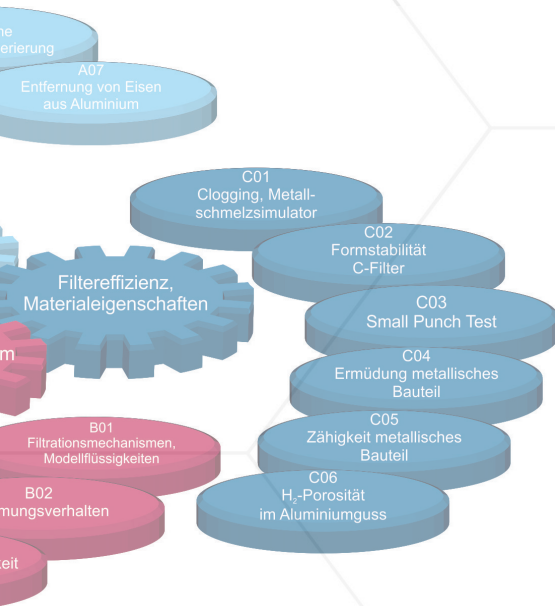 A07
Entfernung von Eisen
aus Aluminium
C01
Clogging, Metall-
schmelzsimulator
C02
Formstabilität
C-Filter
Filtereffizienz,
Materialeigenschaften
C03
Small Punch Test
C04
Ermüdung metallisches
Bauteil
B01
Filtrationsmechanismen,
Modellflüssigkeiten
C05
Zähigkeit metallisches
Bauteil
B02
C06
H₂-Porosität
im Aluminiumguss